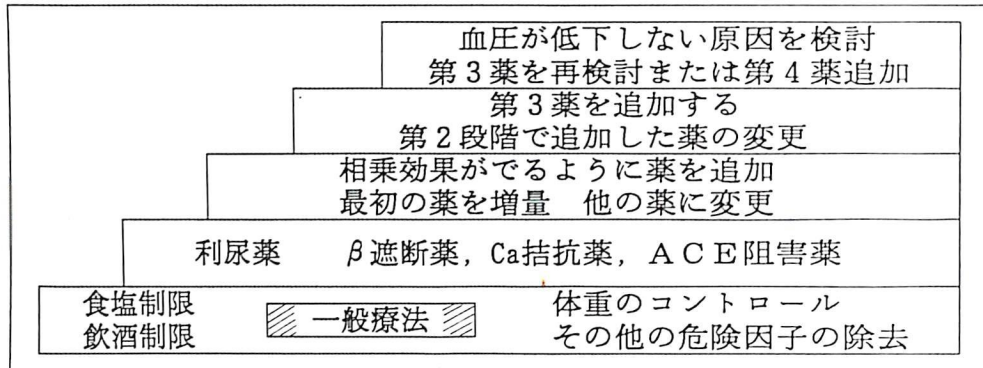 血圧が低下しない原因を検討
第3薬を再検討または第4薬追加
第3薬を追加する
第2段階で追加した薬の変更
相乗効果がでるように薬を追加
最初の薬を増量　他の薬に変更
利尿薬　β遮断薬，Ca拮抗薬，ＡＣＥ阻害薬
食塩制限　体重のコントロール
一般療法
飲酒制限　その他の危険因子の除去